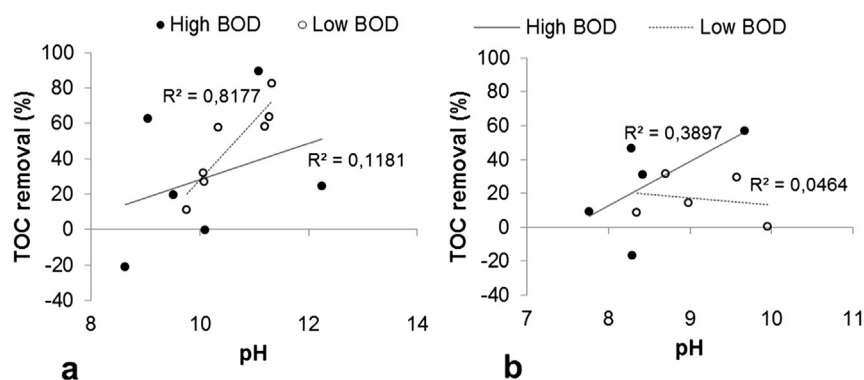 High BOD Low BOD
High BOD Low BOD
TOC removal (%)
100
80
60
40
20
0
-20
-40
R² = 0,8177
R² = 0,1181
8 10 12 14
pH
a
TOC removal (%)
100
80
60
40
20
0
-20
-40
R² = 0,3897
R² = 0,0464
7 8 9 10 11
pH
b